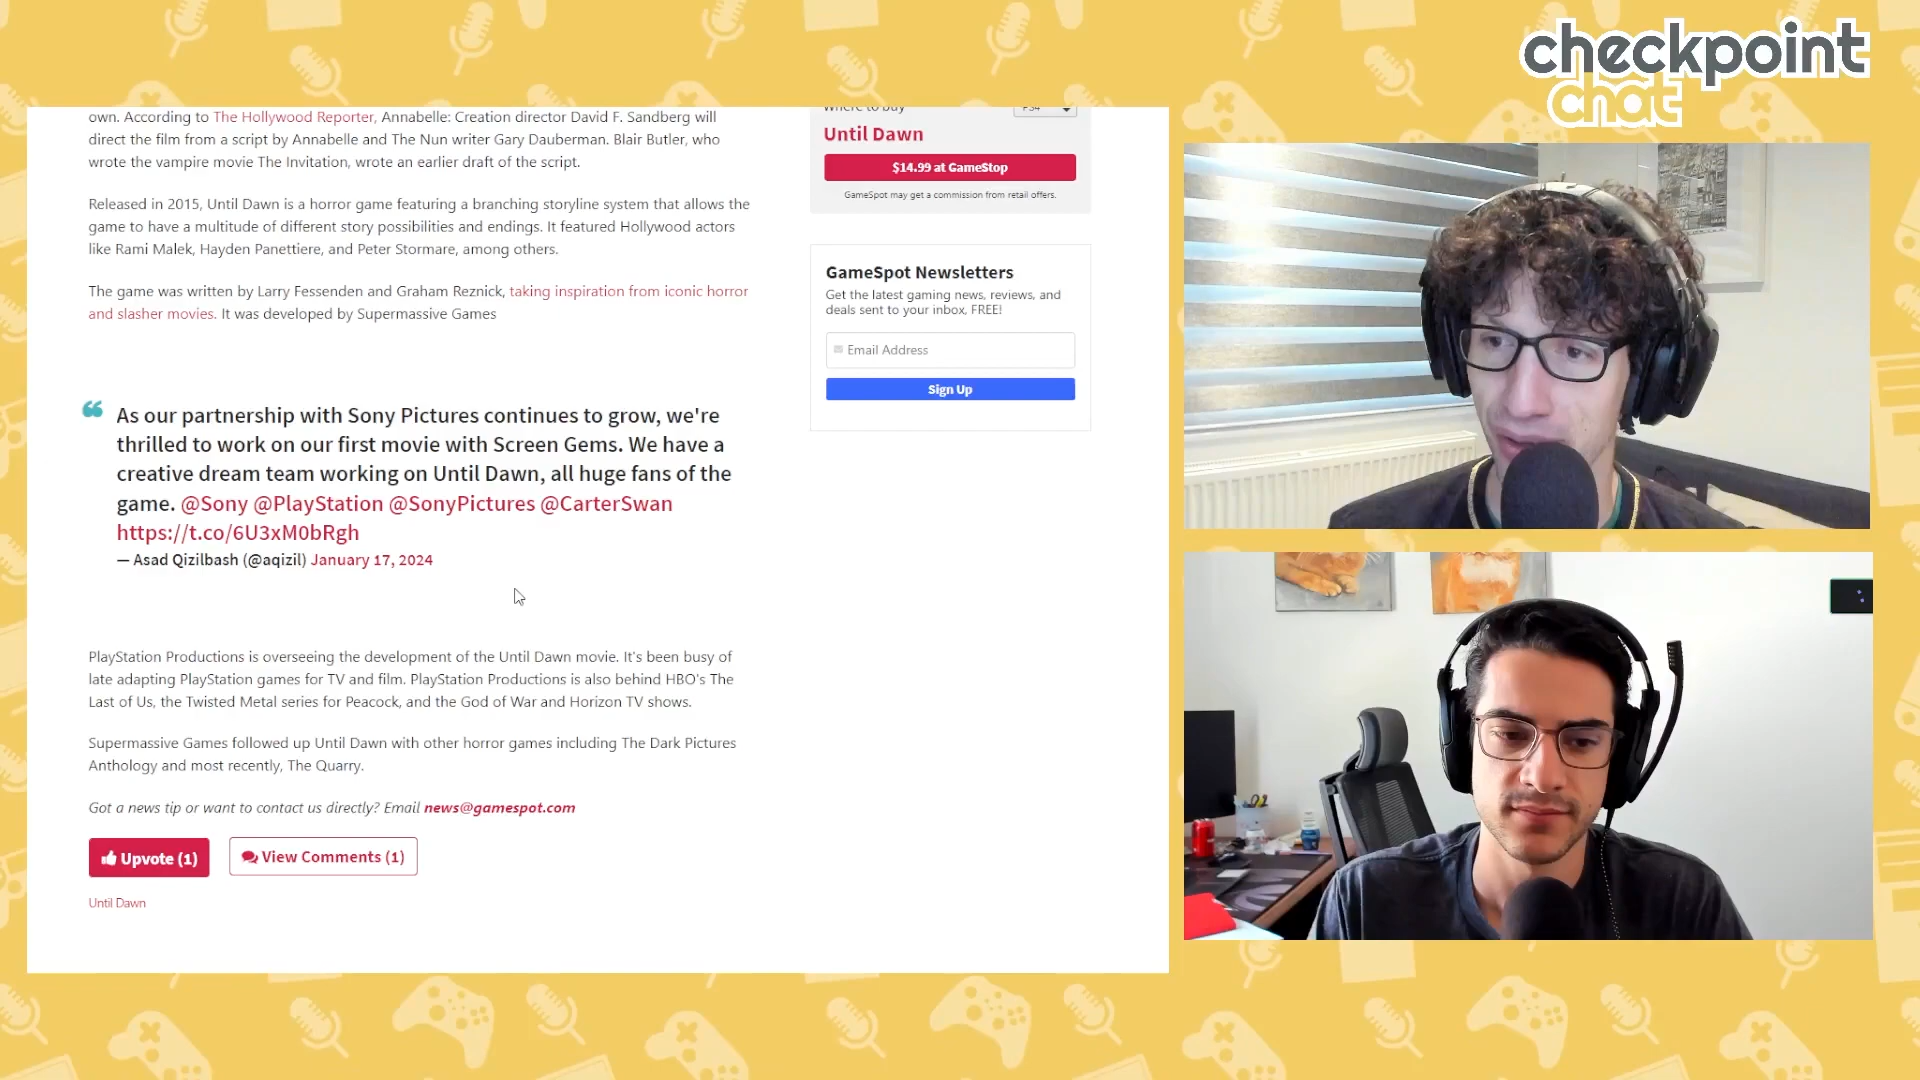 checkpoint
chat
own. According to The Hollywood Reporter, Annabelle: Creation director David F. Sandberg will
direct the film from a script by Annabelle and The Nun writer Gary Dauberman. Blair Butler, who
wrote the vampire movie The Invitation, wrote an earlier draft of the script.
Released in 2015, Until Dawn is a horror game featuring a branching storyline system that allows the
game to have a multitude of different story possibilities and endings. It featured Hollywood actors
like Rami Malek, Hayden Panettiere, and Peter Stormare, among others.
The game was written by Larry Fessenden and Graham Reznick, taking inspiration from iconic horror
and slasher movies. It was developed by Supermassive Games
❝ As our partnership with Sony Pictures continues to grow, we're
thrilled to work on our first movie with Screen Gems. We have a
creative dream team working on Until Dawn, all huge fans of the
game. @Sony @PlayStation @SonyPictures @CarterSwan
https://t.co/6U3xM0bRgh
— Asad Qizilbash (@aqizil) January 17, 2024
PlayStation Productions is overseeing the development of the Until Dawn movie. It's been busy of
late adapting PlayStation games for TV and film. PlayStation Productions is also behind HBO's The
Last of Us, the Twisted Metal series for Peacock, and the God of War and Horizon TV shows.
Supermassive Games followed up Until Dawn with other horror games including The Dark Pictures
Anthology and most recently, The Quarry.
Got a news tip or want to contact us directly? Email news@gamespot.com
Upvote (1)
View Comments (1)
Until Dawn
Where to buy
PS4
Until Dawn
$14.99 at GameStop
GameSpot may get a commission from retail offers.
GameSpot Newsletters
Get the latest gaming news, reviews, and
deals sent to your inbox, FREE!
Email Address
Sign Up